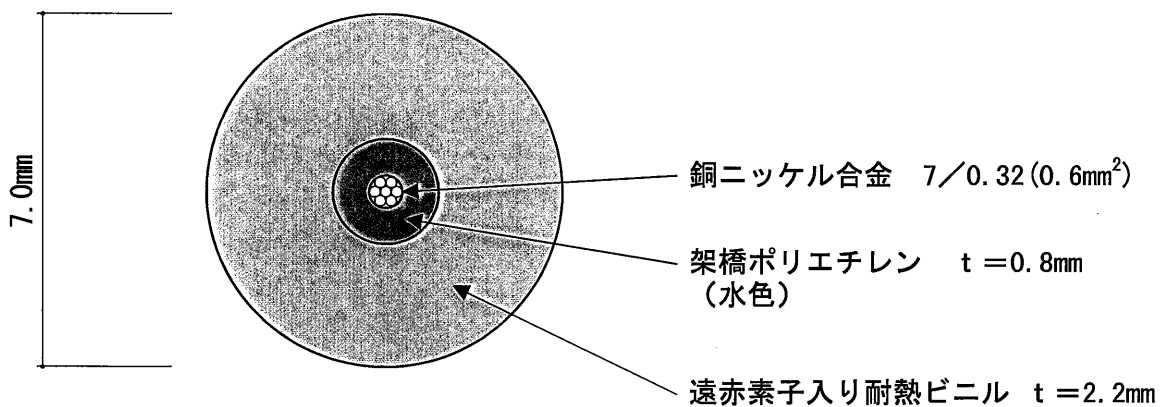 7.0mm
銅ニッケル合金　7／0.32(0.6mm²)
架橋ポリエチレン　t＝0.8mm
（水色）
遠赤素子入り耐熱ビニル　t＝2.2mm